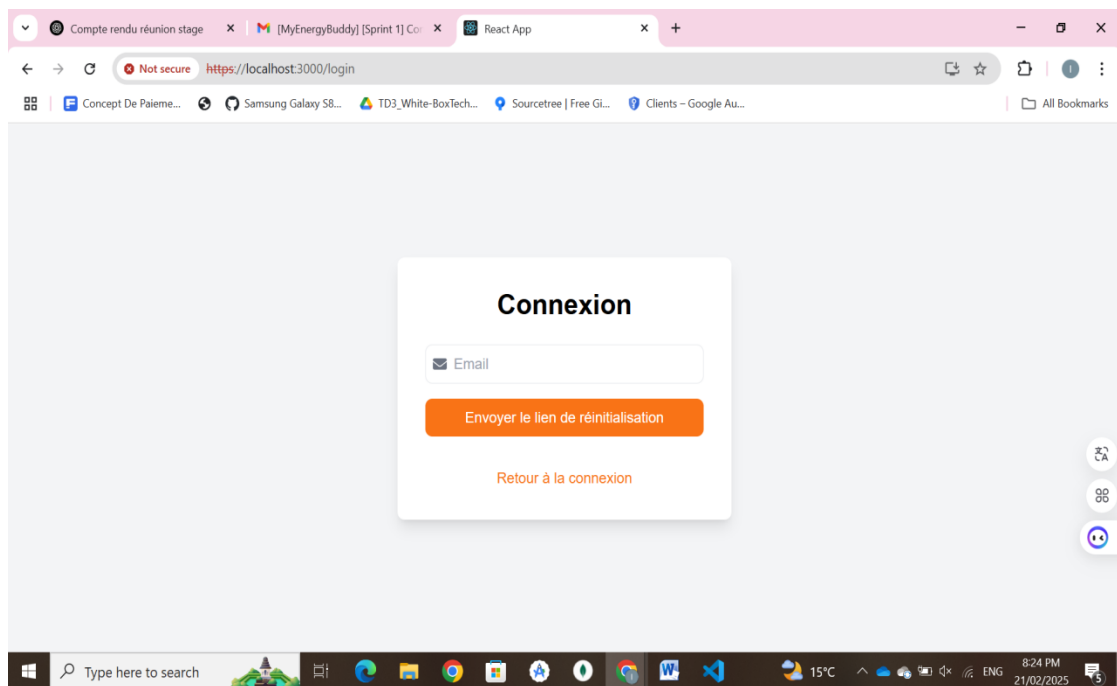 Compte rendu réunion stage
[MyEnergyBuddy] [Sprint 1] Cor
React App
Not secure https://localhost:3000/login
Concept De Paieme...
Samsung Galaxy S8...
TD3_White-BoxTech...
Sourcetree | Free Gi...
Clients – Google Au...
All Bookmarks
Connexion
Email
Envoyer le lien de réinitialisation
Retour à la connexion
Type here to search
15°C
ENG
8:24 PM
21/02/2025